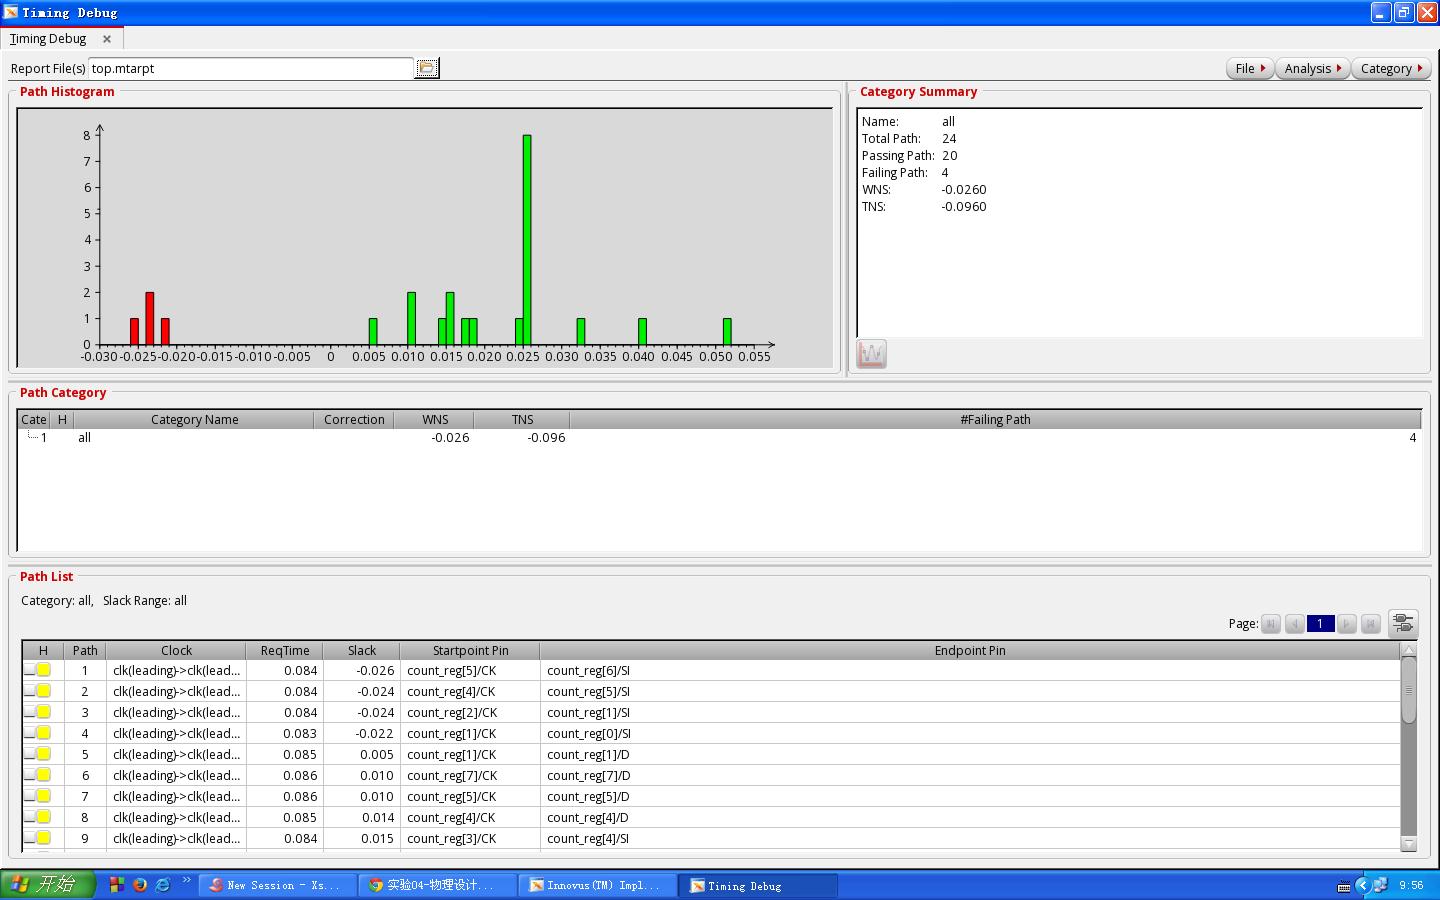 Timing Debug
Timing Debug
Report File(s) top.mtarpt
File Analysis Category
Path Histogram
8
7
6
5
4
3
2
1
0
-0.030 -0.025 -0.020 -0.015 -0.010 -0.005 0 0.005 0.010 0.015 0.020 0.025 0.030 0.035 0.040 0.045 0.050 0.055
Category Summary
Name: all
Total Path: 24
Passing Path: 20
Failing Path: 4
WNS: -0.0260
TNS: -0.0960
Path Category
Cate H Category Name Correction WNS TNS #Failing Path
1 all -0.026 -0.096 4
Path List
Category: all, Slack Range: all
Page: 1
H Path Clock ReqTime Slack Startpoint Pin Endpoint Pin
1 clk(leading)->clk(lead... 0.084 -0.026 count_reg[5]/CK count_reg[6]/SI
2 clk(leading)->clk(lead... 0.084 -0.024 count_reg[4]/CK count_reg[5]/SI
3 clk(leading)->clk(lead... 0.084 -0.024 count_reg[2]/CK count_reg[1]/SI
4 clk(leading)->clk(lead... 0.083 -0.022 count_reg[1]/CK count_reg[0]/SI
5 clk(leading)->clk(lead... 0.085 0.005 count_reg[1]/CK count_reg[1]/D
6 clk(leading)->clk(lead... 0.086 0.010 count_reg[7]/CK count_reg[7]/D
7 clk(leading)->clk(lead... 0.086 0.010 count_reg[5]/CK count_reg[5]/D
8 clk(leading)->clk(lead... 0.085 0.014 count_reg[4]/CK count_reg[4]/D
9 clk(leading)->clk(lead... 0.084 0.015 count_reg[3]/CK count_reg[4]/SI
开始 New Session - Xs... 实验04-物理设计... Innovus(TM) Impl... Timing Debug 9:56